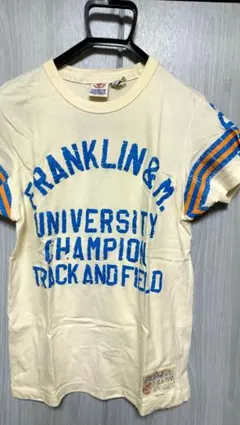 FRANKLIN & M.
UNIVERSITY
CHAMPION
TRACK AND FIELD